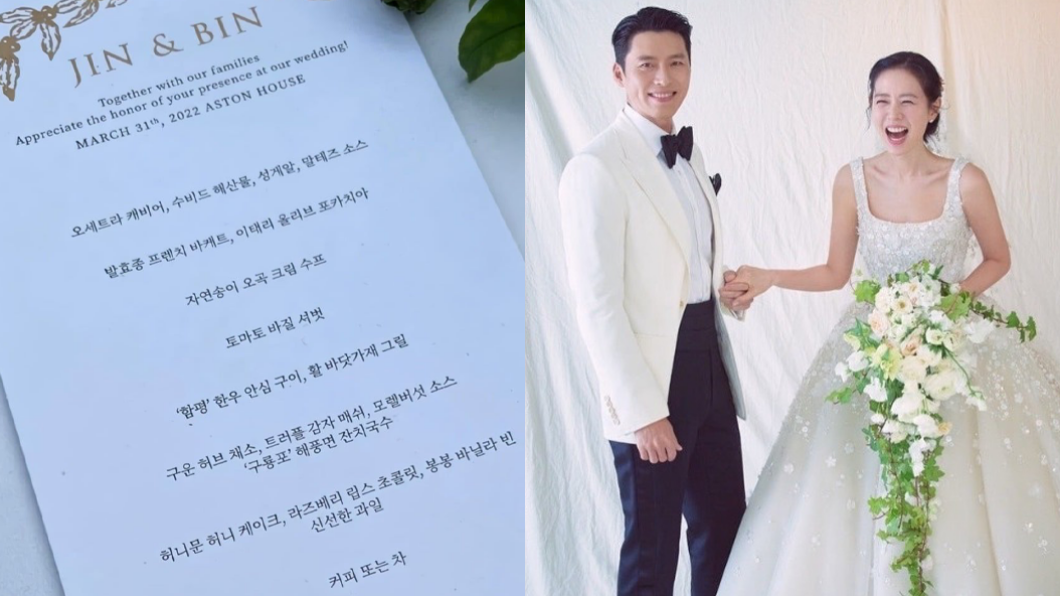 JIN & BIN
Together with our families
Appreciate the honor of your presence at our wedding!
MARCH 31th, 2022 ASTON HOUSE
오세트라 캐비어, 수비드 해산물, 성게알, 말테즈 소스
발효종 프렌치 바케트, 이태리 올리브 포카치아
자연송이 오곡 크림 수프
토마토 바질 셔벗
‘함평’ 한우 안심 구이, 활 바닷가재 그릴
구운 허브 채소, 트러플 감자 매쉬, 모렐버섯 소스
‘구룡포’ 해풍면 잔치국수
허니문 허니 케이크, 라즈베리 립스 초콜릿, 봉봉 바닐라 빈
신선한 과일
커피 또는 차